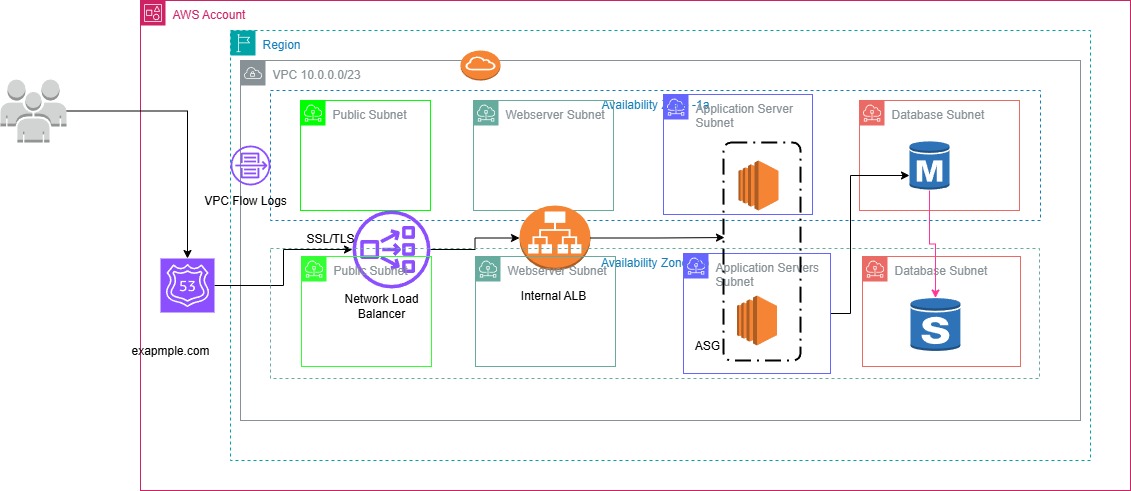 AWS Account
Region
VPC 10.0.0.0/23
Availability -1a
Public Subnet
Webserver Subnet
Application Server
Subnet
Database Subnet
M
VPC Flow Logs
SSL/TLS
53
exapmple.com
Network Load
Balancer
Internal ALB
Availability Zone
Public Subnet
Webserver Subnet
Application Servers
Subnet
Database Subnet
ASG
S